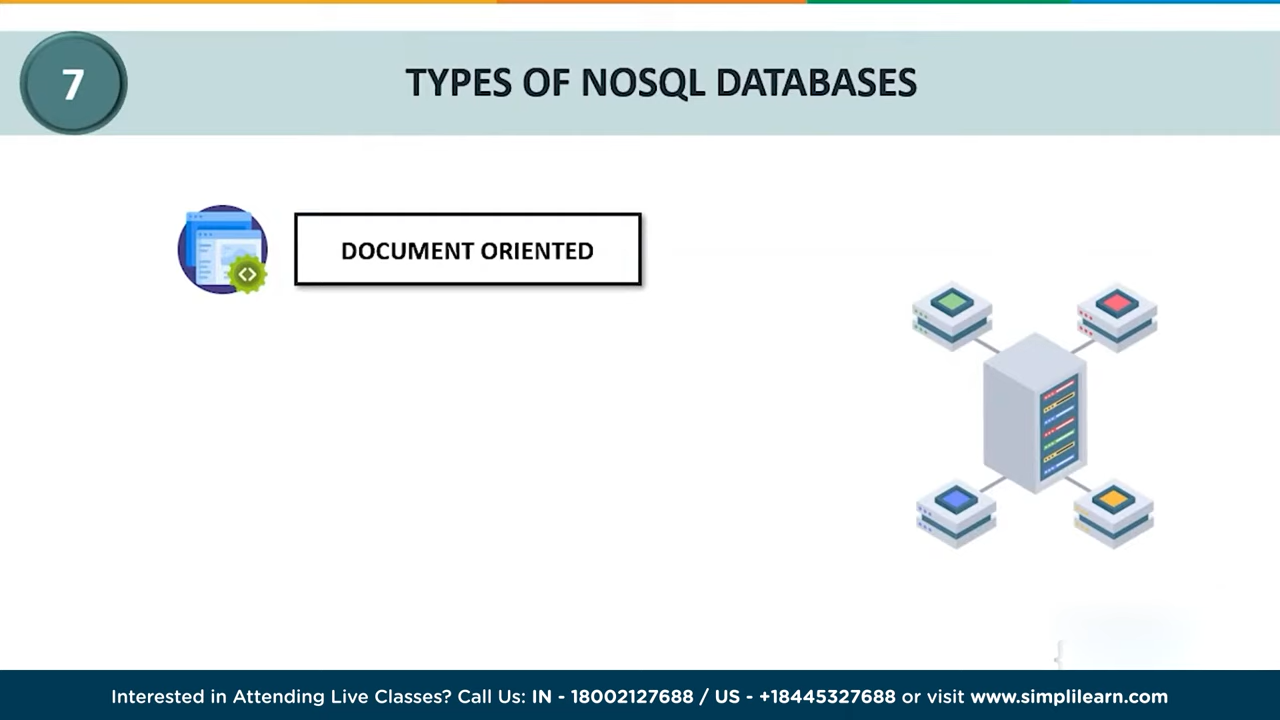 7
TYPES OF NOSQL DATABASES
DOCUMENT ORIENTED
Interested in Attending Live Classes? Call Us: IN - 18002127688 / US - +18445327688 or visit www.simplilearn.com